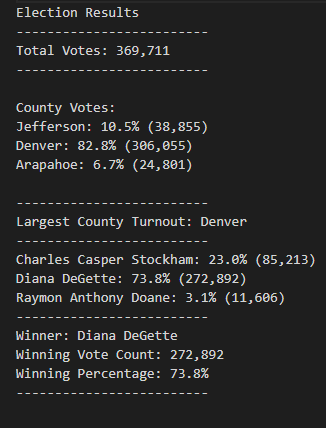 Election Results
-------------------------
Total Votes: 369,711
-------------------------
County Votes:
Jefferson: 10.5% (38,855)
Denver: 82.8% (306,055)
Arapahoe: 6.7% (24,801)
-------------------------
Largest County Turnout: Denver
-------------------------
Charles Casper Stockham: 23.0% (85,213)
Diana DeGette: 73.8% (272,892)
Raymon Anthony Doane: 3.1% (11,606)
-------------------------
Winner: Diana DeGette
Winning Vote Count: 272,892
Winning Percentage: 73.8%
-------------------------